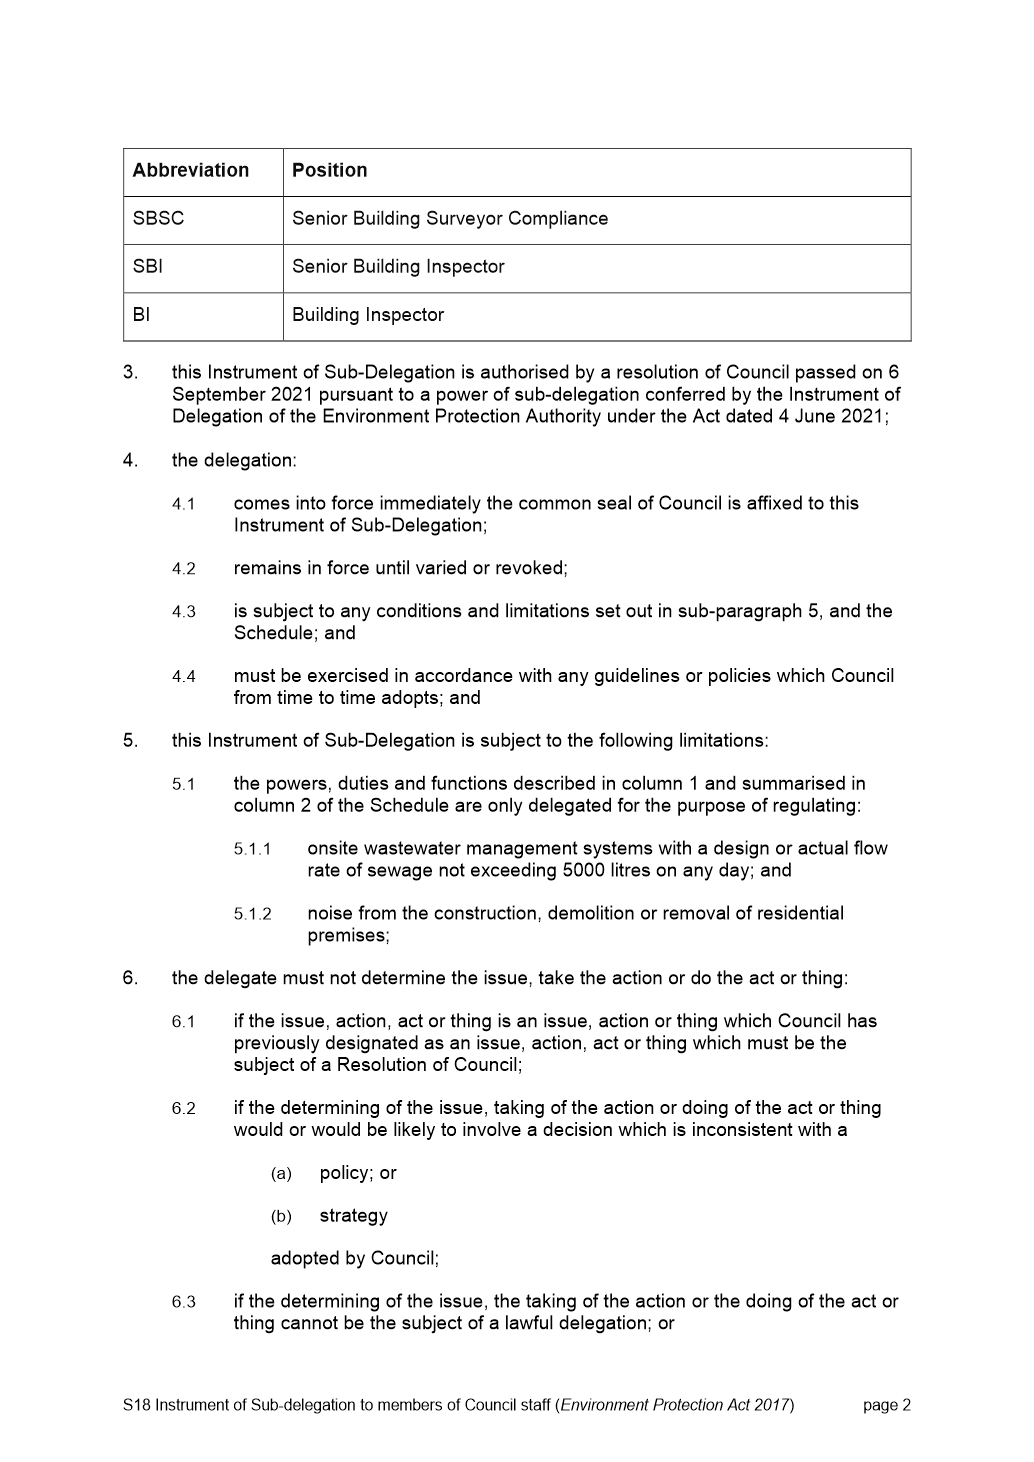 Abbreviation Position
SBSC Senior Building Surveyor Compliance
SBI Senior Building Inspector
BI Building Inspector
3. this Instrument of Sub-Delegation is authorised by a resolution of Council passed on 6
September 2021 pursuant to a power of sub-delegation conferred by the Instrument of
Delegation of the Environment Protection Authority under the Act dated 4 June 2021;
4. the delegation:
4.1 comes into force immediately the common seal of Council is affixed to this
Instrument of Sub-Delegation;
4.2 remains in force until varied or revoked;
4.3 is subject to any conditions and limitations set out in sub-paragraph 5, and the
Schedule; and
4.4 must be exercised in accordance with any guidelines or policies which Council
from time to time adopts; and
5. this Instrument of Sub-Delegation is subject to the following limitations:
5.1 the powers, duties and functions described in column 1 and summarised in
column 2 of the Schedule are only delegated for the purpose of regulating:
5.1.1 onsite wastewater management systems with a design or actual flow
rate of sewage not exceeding 5000 litres on any day; and
5.1.2 noise from the construction, demolition or removal of residential
premises;
6. the delegate must not determine the issue, take the action or do the act or thing:
6.1 if the issue, action, act or thing is an issue, action or thing which Council has
previously designated as an issue, action, act or thing which must be the
subject of a Resolution of Council;
6.2 if the determining of the issue, taking of the action or doing of the act or thing
would or would be likely to involve a decision which is inconsistent with a
(a) policy; or
(b) strategy
adopted by Council;
6.3 if the determining of the issue, the taking of the action or the doing of the act or
thing cannot be the subject of a lawful delegation; or
S18 Instrument of Sub-delegation to members of Council staff (Environment Protection Act 2017) page 2